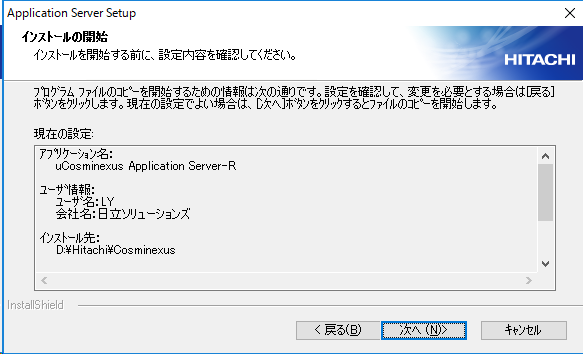 Application Server Setup
インストールの開始
インストールを開始する前に、設定内容を確認してください。
HITACHI
プログラム ファイルのコピーを開始するための情報は次の通りです。設定を確認して、変更を必要とする場合は[戻る]
ボタンをクリックします。現在の設定でよい場合は、[次へ]ボタンをクリックするとファイルのコピーを開始します。
現在の設定:
アプリケーション名:
uCosminexus Application Server-R
ユーザ情報:
ユーザ名:LY
会社名:日立ソリューションズ
インストール先:
D:¥Hitachi¥Cosminexus
InstallShield
< 戻る(B)
次へ (N)>
キャンセル